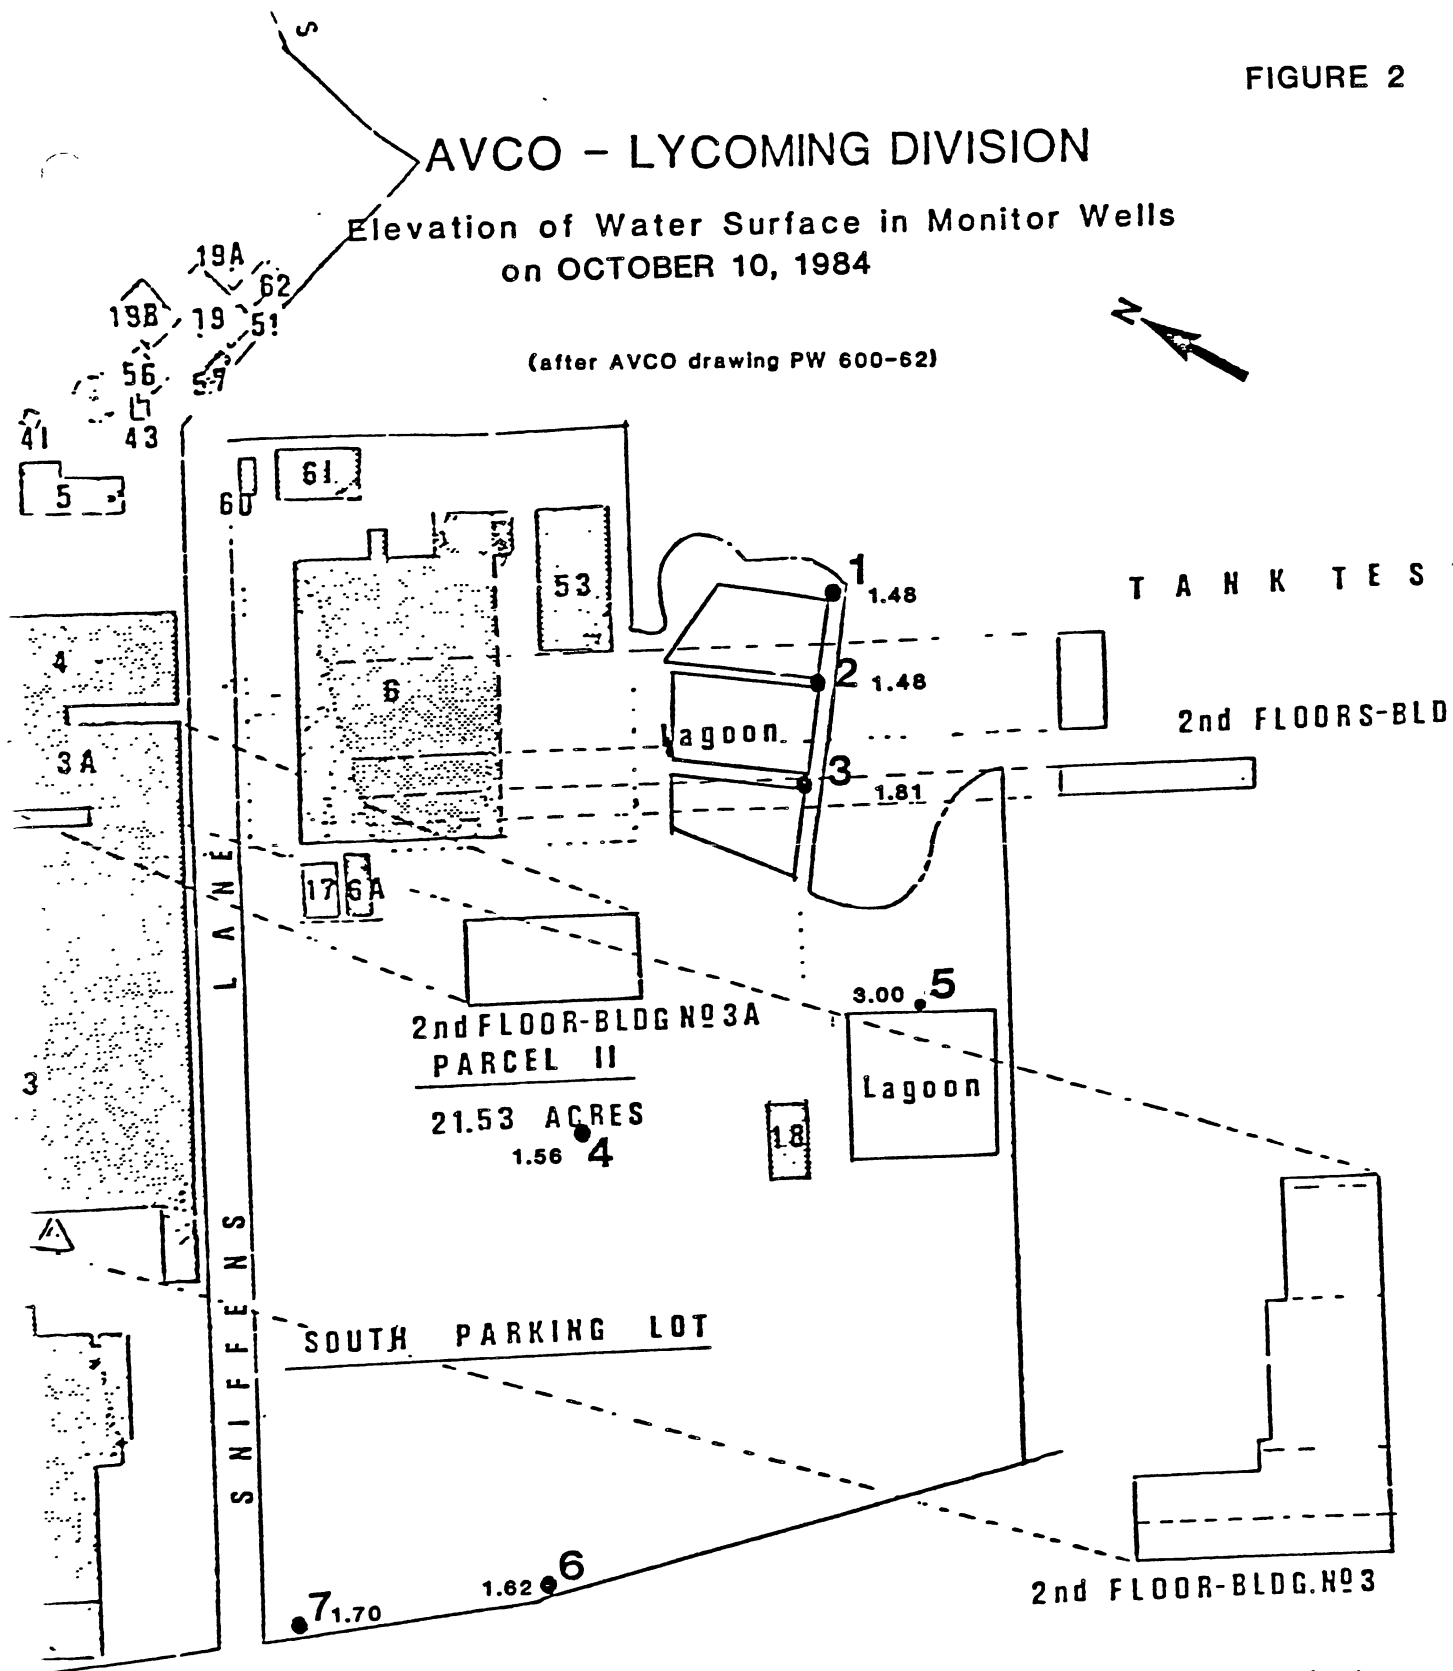 S
FIGURE 2
AVCO - LYCOMING DIVISION
Elevation of Water Surface in Monitor Wells
on OCTOBER 10, 1984
(after AVCO drawing PW 600-62)
N
19A
62
19B
19
51
56
57
41
43
5
60
61
53
1
1.48
TANK TES
4
6
2
1.48
2nd FLOORS-BLD
Lagoon
3A
3
1.81
LANE
17
6A
3.00
5
2nd FLOOR-BLDG Nº 3A
PARCEL II
Lagoon
3
21.53 ACRES
18
1.56
4
SNIFFENS
SOUTH PARKING LOT
1.62
6
2nd FLOOR-BLDG. Nº 3
7
1.70